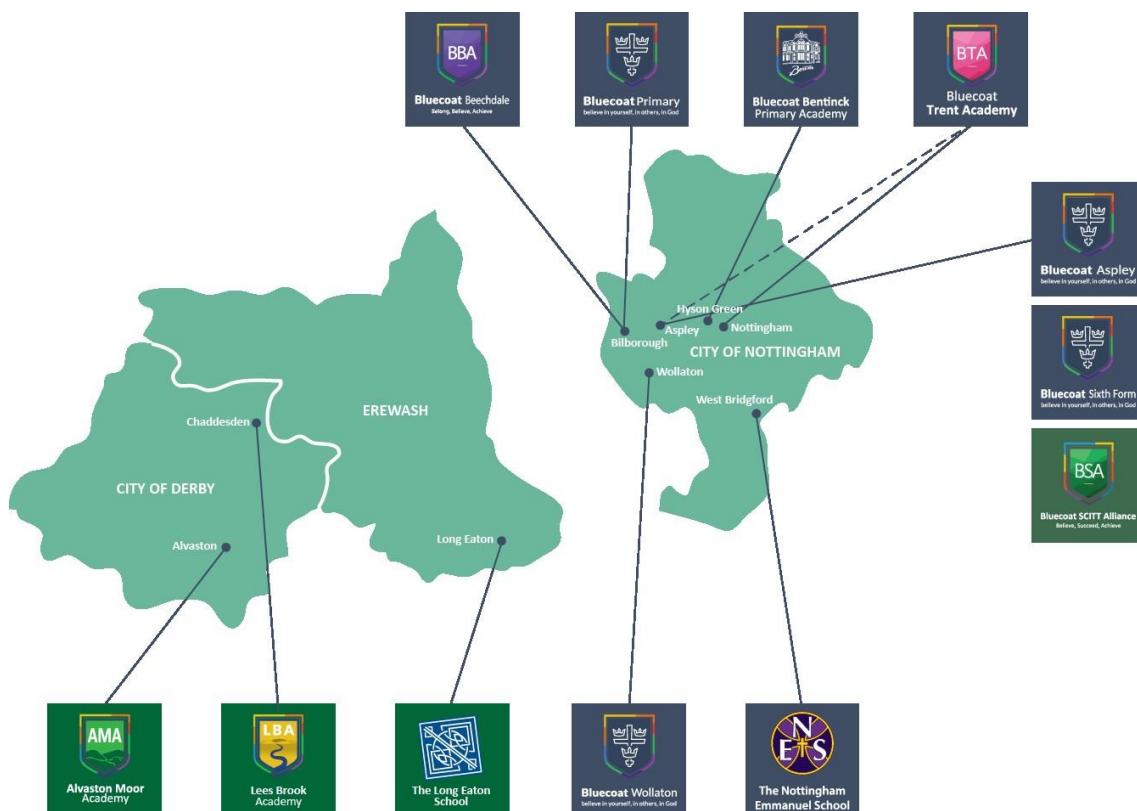 BBA
Bluecoat Beechdale
Belong, Believe, Achieve
Bluecoat Primary
believe in yourself, in others, in God
Bluecoat Bentinck
Primary Academy
BTA
Bluecoat
Trent Academy
Bluecoat Aspley
believe in yourself, in others, in God
Bluecoat Sixth Form
believe in yourself, in others, in God
BSA
Bluecoat SCITT Alliance
Believe, Succeed, Achieve
Hyson Green
Aspley
Nottingham
Bilborough
CITY OF NOTTINGHAM
Wollaton
West Bridgford
EREWASH
Chaddesden
CITY OF DERBY
Alvaston
Long Eaton
AMA
Alvaston Moor
Academy
LBA
Lees Brook
Academy
The Long Eaton
School
Bluecoat Wollaton
believe in yourself, in others, in God
N
E S
The Nottingham
Emmanuel School